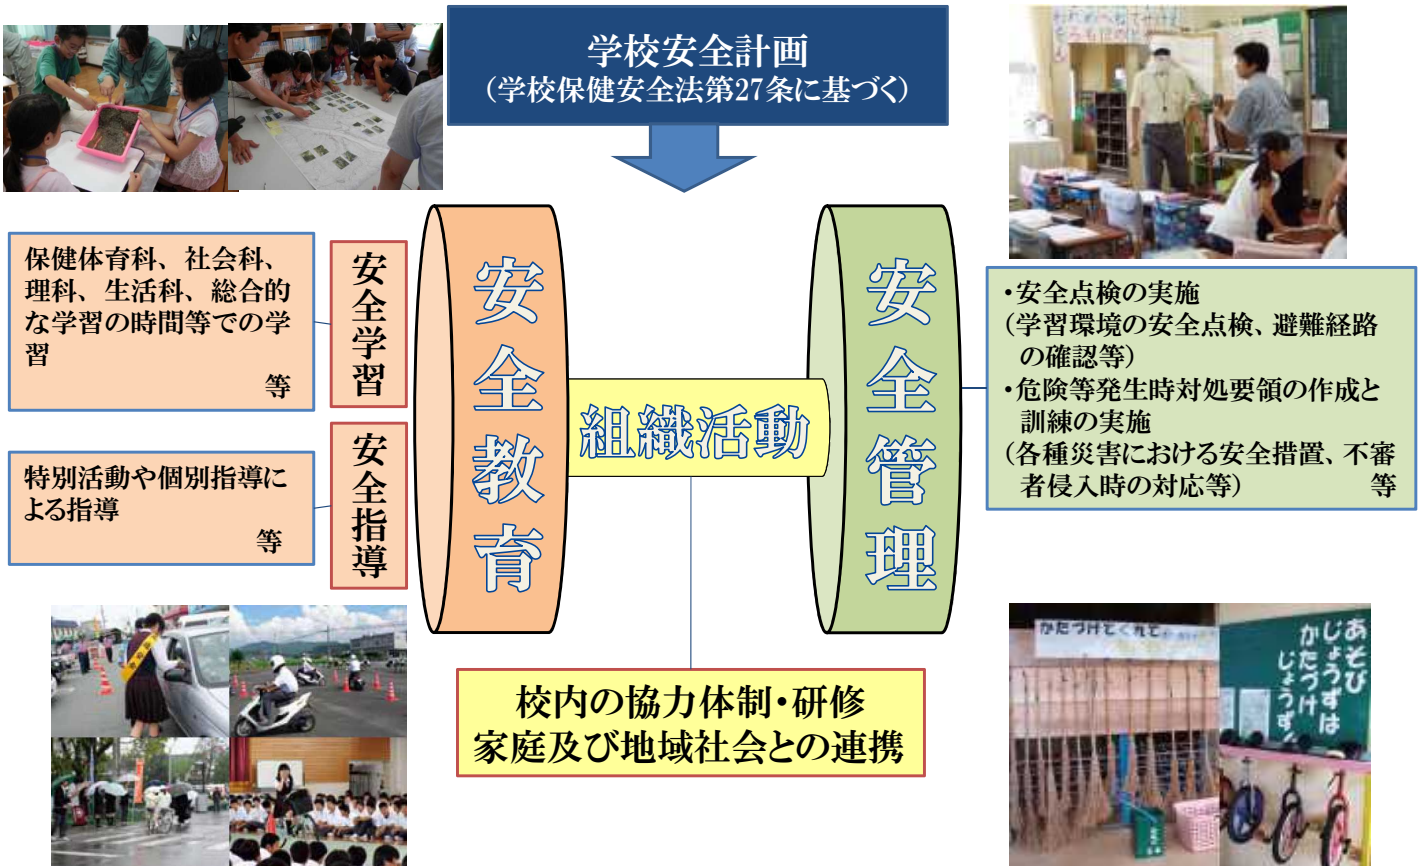 学校安全計画
(学校保健安全法第27条に基づく)
保健体育科、社会科、
理科、生活科、総合的
な学習の時間等での学
習
等
安全学習
特別活動や個別指導に
よる指導
等
安全指導
安全教育
組織活動
安全管理
・安全点検の実施
(学習環境の安全点検、避難経路
の確認等)
・危険等発生時対処要領の作成と
訓練の実施
(各種災害における安全措置、不審
者侵入時の対応等) 等
校内の協力体制・研修
家庭及び地域社会との連携
かたづけてくれて
あそび
じょうずは
かたづけ
じょうず!